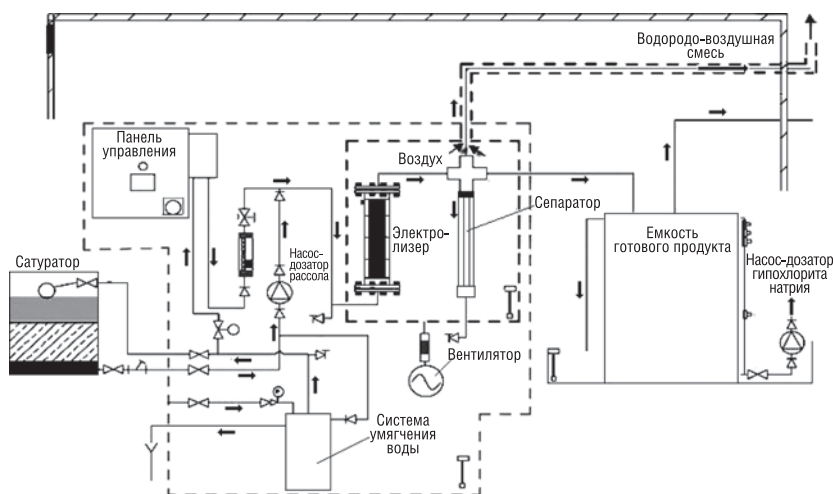 Водородо-воздушная
смесь
Панель
управления
Воздух
Сепаратор
Электро-
лизер
Емкость
готового продукта
Насос-
дозатор
рассола
Насос-дозатор
гипохлорита
натрия
Сатуратор
Вентилятор
Система
умягчения
воды